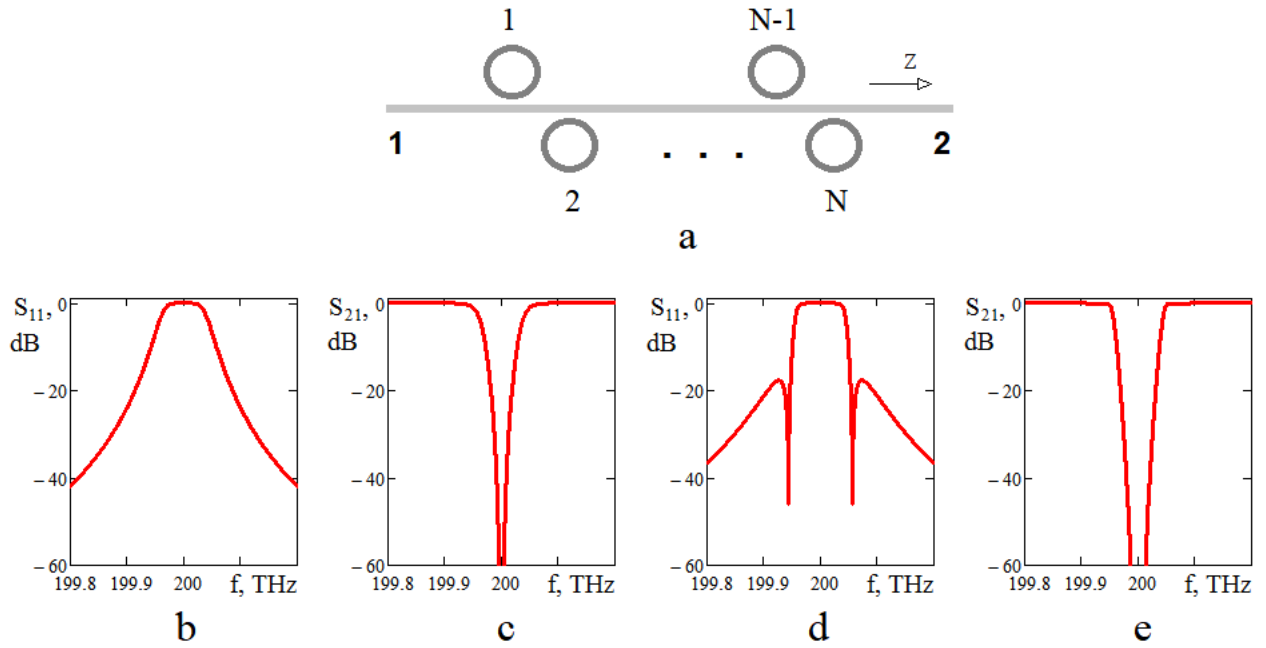 1 N-1
z
1 2
. . .
2 N
a
S11, dB 0 −20 −40 −60 199.8 199.9 200 f, THz
b
S21, dB 0 −20 −40 −60 199.8 199.9 200 f, THz
c
S11, dB 0 −20 −40 −60 199.8 199.9 200 f, THz
d
S21, dB 0 −20 −40 −60 199.8 199.9 200 f, THz
e